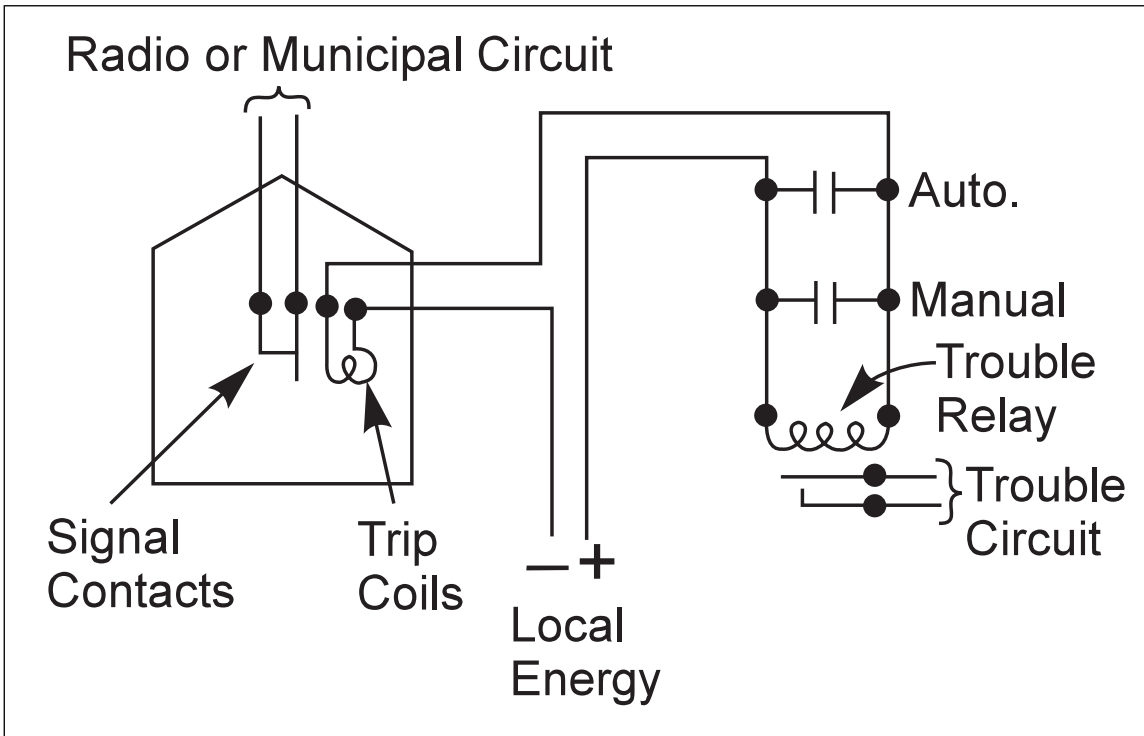 Radio or Municipal Circuit
Auto.
Manual
Trouble
Relay
Trouble
Circuit
Signal
Contacts
Trip
Coils
— +
Local
Energy